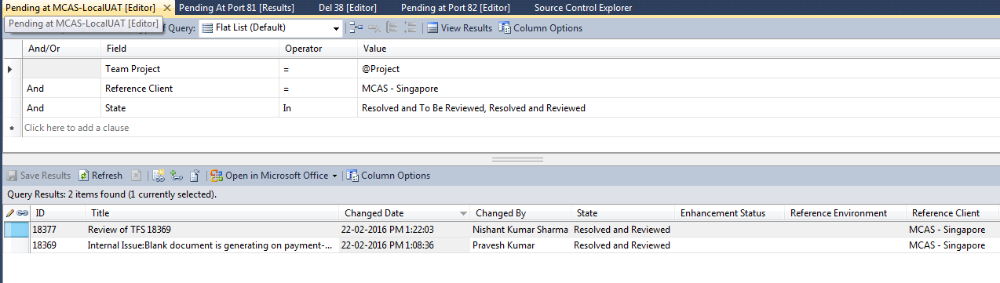 Pending at MCAS-LocalUAT [Editor] Pending At Port 81 [Results] Del 38 [Editor] Pending at Port 82 [Editor] Source Control Explorer
Pending at MCAS-LocalUAT [Editor] of Query: Flat List (Default) View Results Column Options
And/Or Field Operator Value
Team Project = @Project
And Reference Client = MCAS - Singapore
And State In Resolved and To Be Reviewed, Resolved and Reviewed
* Click here to add a clause
Save Results Refresh Open in Microsoft Office Column Options
Query Results: 2 items found (1 currently selected).
ID Title Changed Date Changed By State Enhancement Status Reference Environment Reference Client
18377 Review of TFS 18369 22-02-2016 PM 1:22:03 Nishant Kumar Sharma Resolved and Reviewed MCAS - Singapore
18369 Internal Issue:Blank document is generating on payment-... 22-02-2016 PM 1:08:36 Pravesh Kumar Resolved and Reviewed MCAS - Singapore